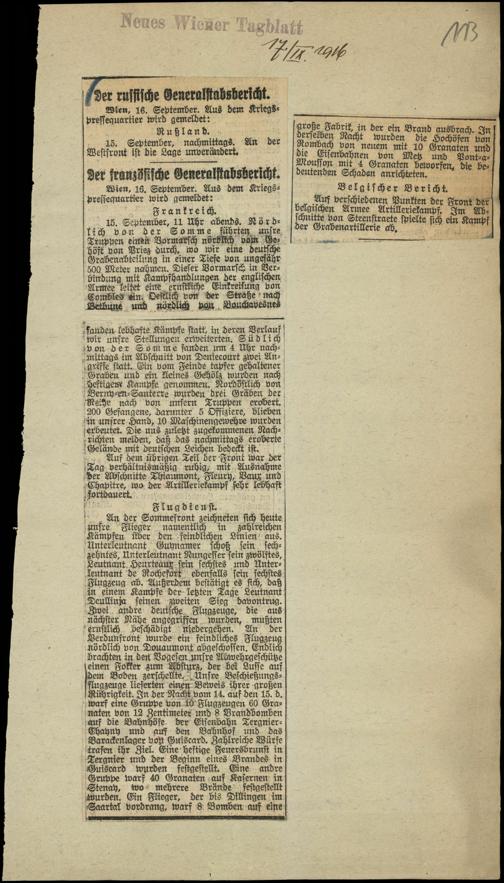 Neues Wiener Tagblatt
17/IX. 1916
113
Der russische Generalstabsbericht.
Wien, 16. September. Aus dem Kriegs-
pressequartier wird gemeldet:
Rußland.
15. September, nachmittags. An der
Westfront ist die Lage unverändert.
Der französische Generalstabsbericht.
Wien, 16. September. Aus dem Kriegs-
pressequartier wird gemeldet:
Frankreich.
15. September, 11 Uhr abends. Nörd-
lich von der Somme führten unsre
Truppen einen Vormarsch nördlich vom Ge-
höft von Priez durch, wo wir eine deutsche
Grabenabteilung in einer Tiefe von ungefähr
500 Meter nahmen. Dieser Vormarsch in Ver-
bindung mit Kampfhandlungen der englischen
Armee leitet eine ernstliche Einkreisung von
Combles ein. Oestlich von der Straße nach
Bethune und nördlich von Bouchavesnes
fanden lebhafte Kämpfe statt, in deren Verlauf
wir unsre Stellungen erweiterten. Südlich
von der Somme fanden um 4 Uhr nach-
mittags im Abschnitt von Deniecourt zwei An-
griffe statt. Ein vom Feinde tapfer gehaltener
Graben und ein kleines Gehölz wurden nach
heftigem Kampfe genommen. Nordöstlich von
Berny-en-Santerre wurden drei Gräben der
Reihe nach von unsern Truppen erobert.
200 Gefangene, darunter 5 Offiziere, blieben
in unsrer Hand, 10 Maschinengewehre wurden
erbeutet. Die uns zuletzt zugekommenen Nach-
richten melden, daß das nachmittags eroberte
Gelände mit deutschen Leichen bedeckt ist.
Auf dem übrigen Teil der Front war der
Tag verhältnismäßig ruhig, mit Ausnahme
der Abschnitte Thiaumont, Fleury, Vaux und
Chapitre, wo der Artilleriekampf sehr lebhaft
fortdauert.
Flugdienst.
An der Sommefront zeichneten sich heute
unsre Flieger namentlich in zahlreichen
Kämpfen über den feindlichen Linien aus.
Unterleutnant Guynamer schoß sein sech-
zehntes, Unterleutnant Nungesser sein zwölftes,
Leutnant Heurteaux sein sechstes und Unter-
leutnant de Rochefort ebenfalls sein sechstes
Flugzeug ab. Außerdem bestätigt es sich, daß
in einem Kampfe der letzten Tage Leutnant
Deullinja seinen zweiten Sieg davontrug.
Zwei andre deutsche Flugzeuge, die aus
nächster Nähe angegriffen wurden, mußten
ernstlich beschädigt niedergehen. An der
Verdunfront wurde ein feindliches Flugzeug
nördlich von Douaumont abgeschossen. Endlich
brachten in den Vogesen unsre Abwehrgeschütze
einen Fokker zum Absturz, der bei Lusse auf
dem Boden zerschellte. Unsre Beschießungs-
flugzeuge lieferten einen Beweis ihrer großen
Rührigkeit. In der Nacht vom 14. auf den 15. d.
warf eine Gruppe von 10 Flugzeugen 60 Gra-
naten von 12 Zentimeter und 8 Brandbomben
auf die Bahnhöfe der Eisenbahn Tergnier-
Chauny und auf den Bahnhof und das
Barackenlager von Guiscard. Zahlreiche Würfe
trafen ihr Ziel. Eine heftige Feuersbrunst in
Tergnier und der Beginn eines Brandes in
Guiscard wurden festgestellt. Eine andre
Gruppe warf 40 Granaten auf Kasernen in
Stenay, wo mehrere Brände festgestellt
wurden. Ein Flieger, der bis Dillingen im
Saartal vordrang, warf 8 Bomben auf eine
große Fabrik, in der ein Brand ausbrach. In
derselben Nacht wurden die Hochöfen von
Rombach von neuem mit 10 Granaten und
die Eisenbahnen von Metz und Pont-a-
Mousson mit 4 Granaten beworfen, die be-
deutenden Schaden anrichteten.
Belgischer Bericht.
Auf verschiedenen Punkten der Front der
belgischen Armee Artilleriekampf. Im Ab-
schnitte von Steenstraete spielte sich ein Kampf
der Grabenartillerie ab.